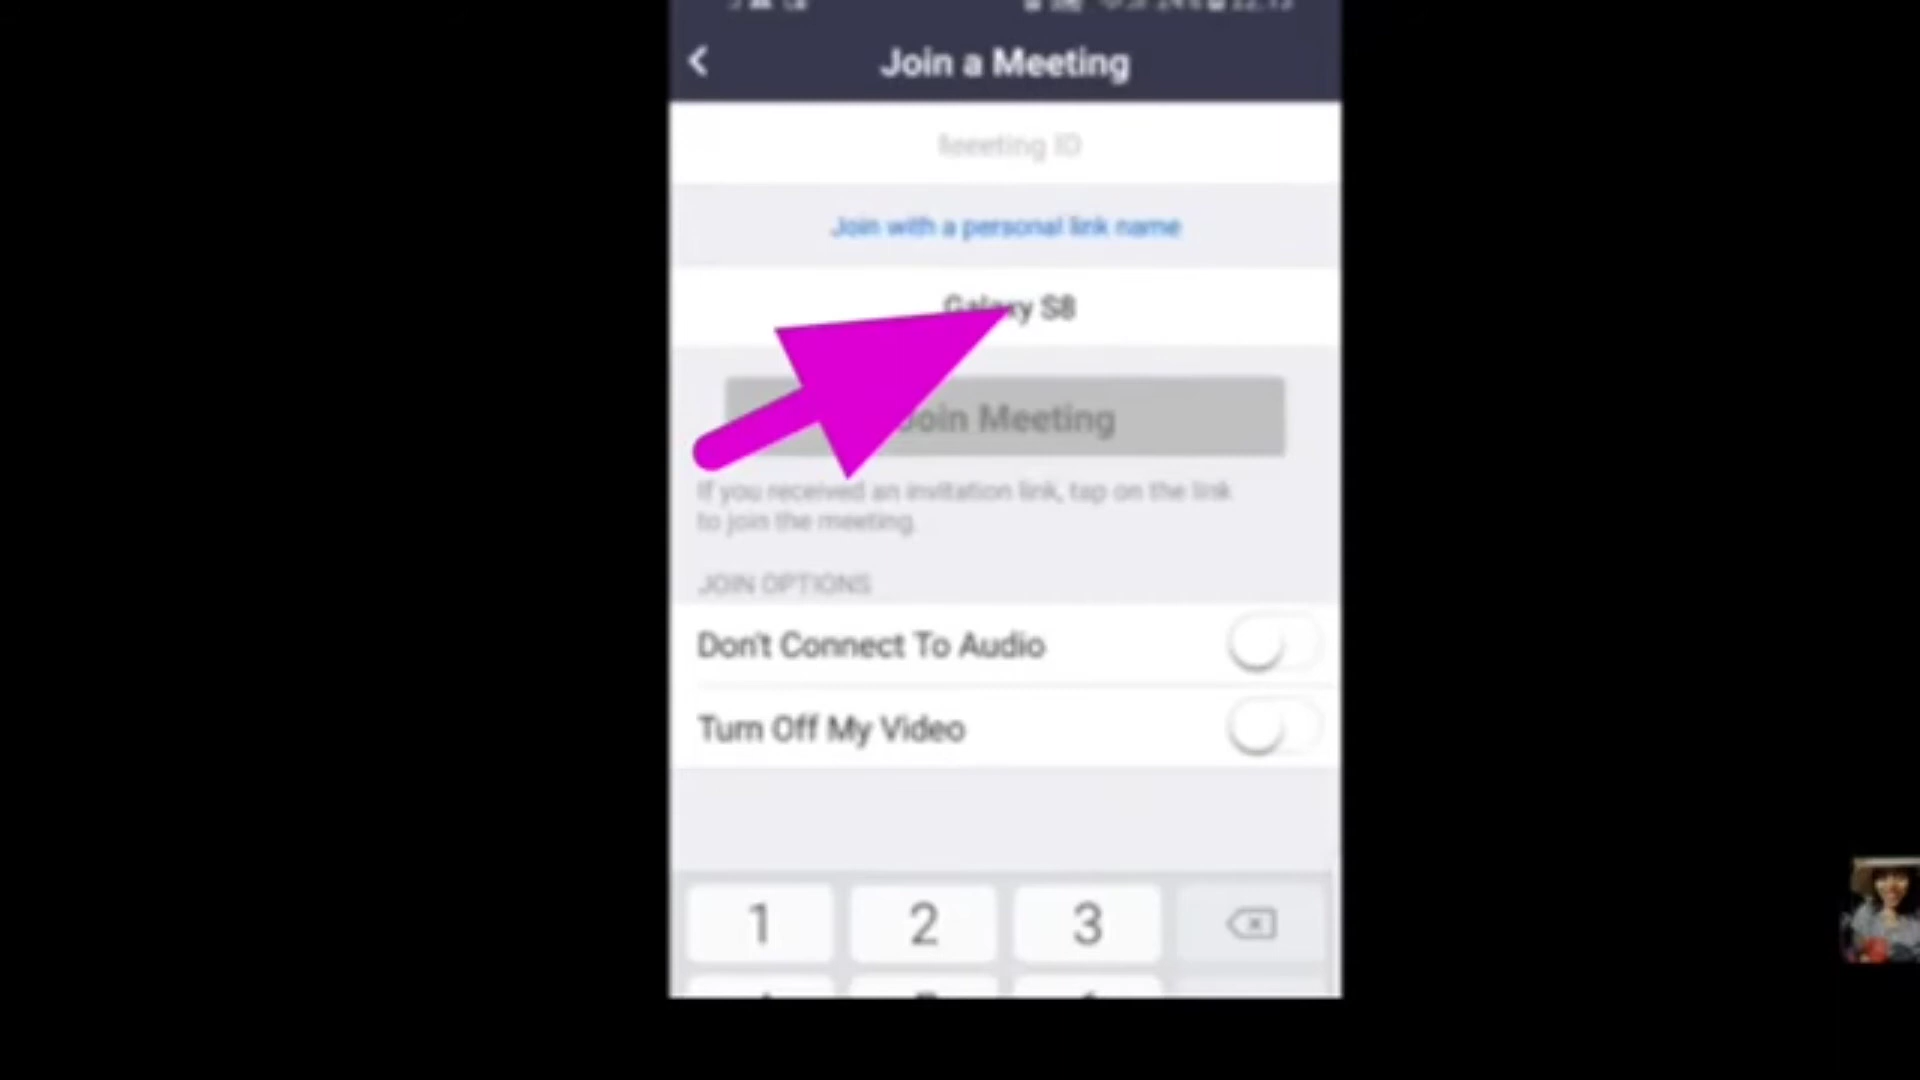 Join a Meeting
Meeting ID
Join with a personal link name
Galaxy S8
Join Meeting
If you received an invitation link, tap on the link
to join the meeting.
JOIN OPTIONS
Don't Connect To Audio
Turn Off My Video
1 2 3